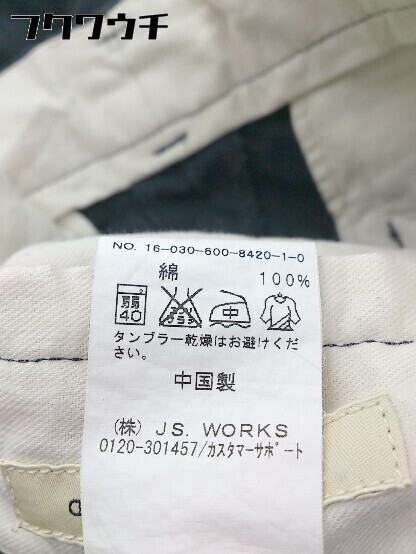 フクワウチ
NO. 16-030-600-8420-1-0
綿 100%
弱 40 中
タンブラー乾燥はお避けくだ
さい。
中国製
(株) JS. WORKS
0120-301457/カスタマーサポート